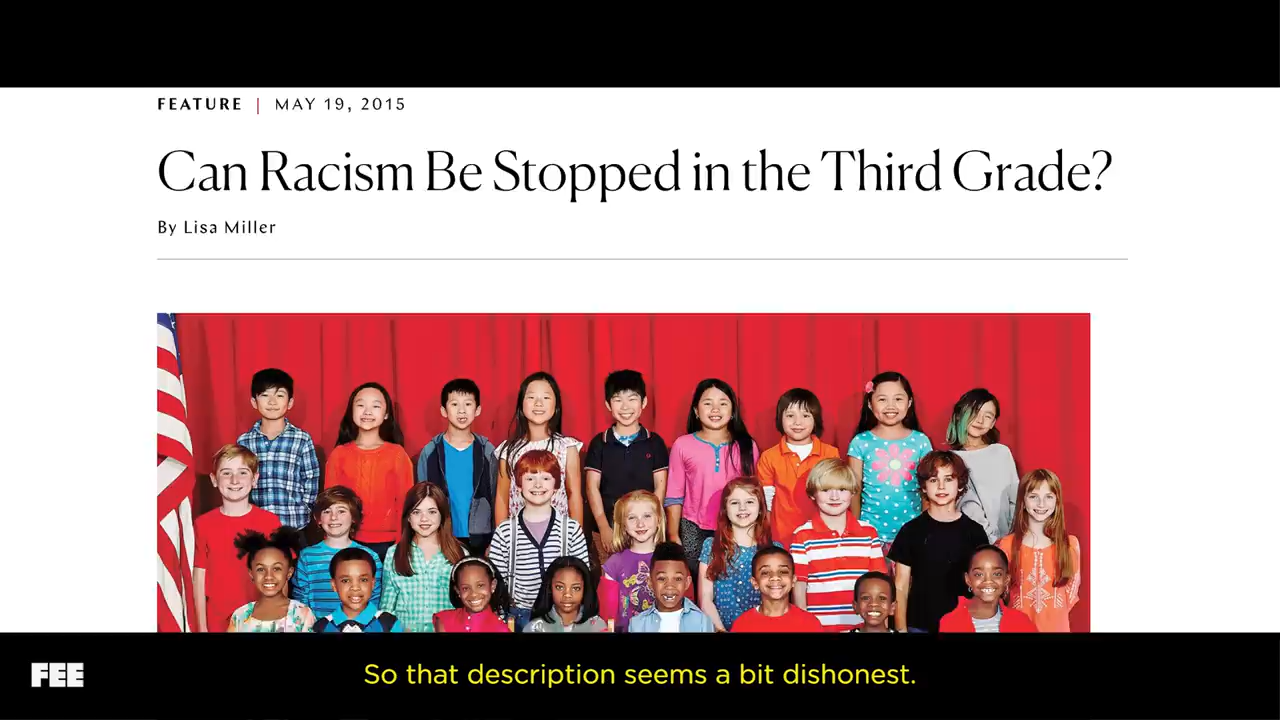 FEATURE | MAY 19, 2015
Can Racism Be Stopped in the Third Grade?
By Lisa Miller
FEE
So that description seems a bit dishonest.